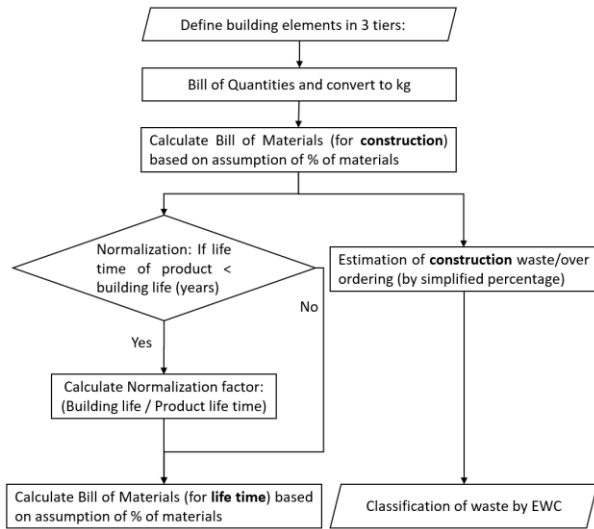 Define building elements in 3 tiers:
Bill of Quantities and convert to kg
Calculate Bill of Materials (for construction)
based on assumption of % of materials
Normalization: If life
time of product <
building life (years)
No
Yes
Calculate Normalization factor:
(Building life / Product life time)
Calculate Bill of Materials (for life time) based
on assumption of % of materials
Estimation of construction waste/over
ordering (by simplified percentage)
Classification of waste by EWC